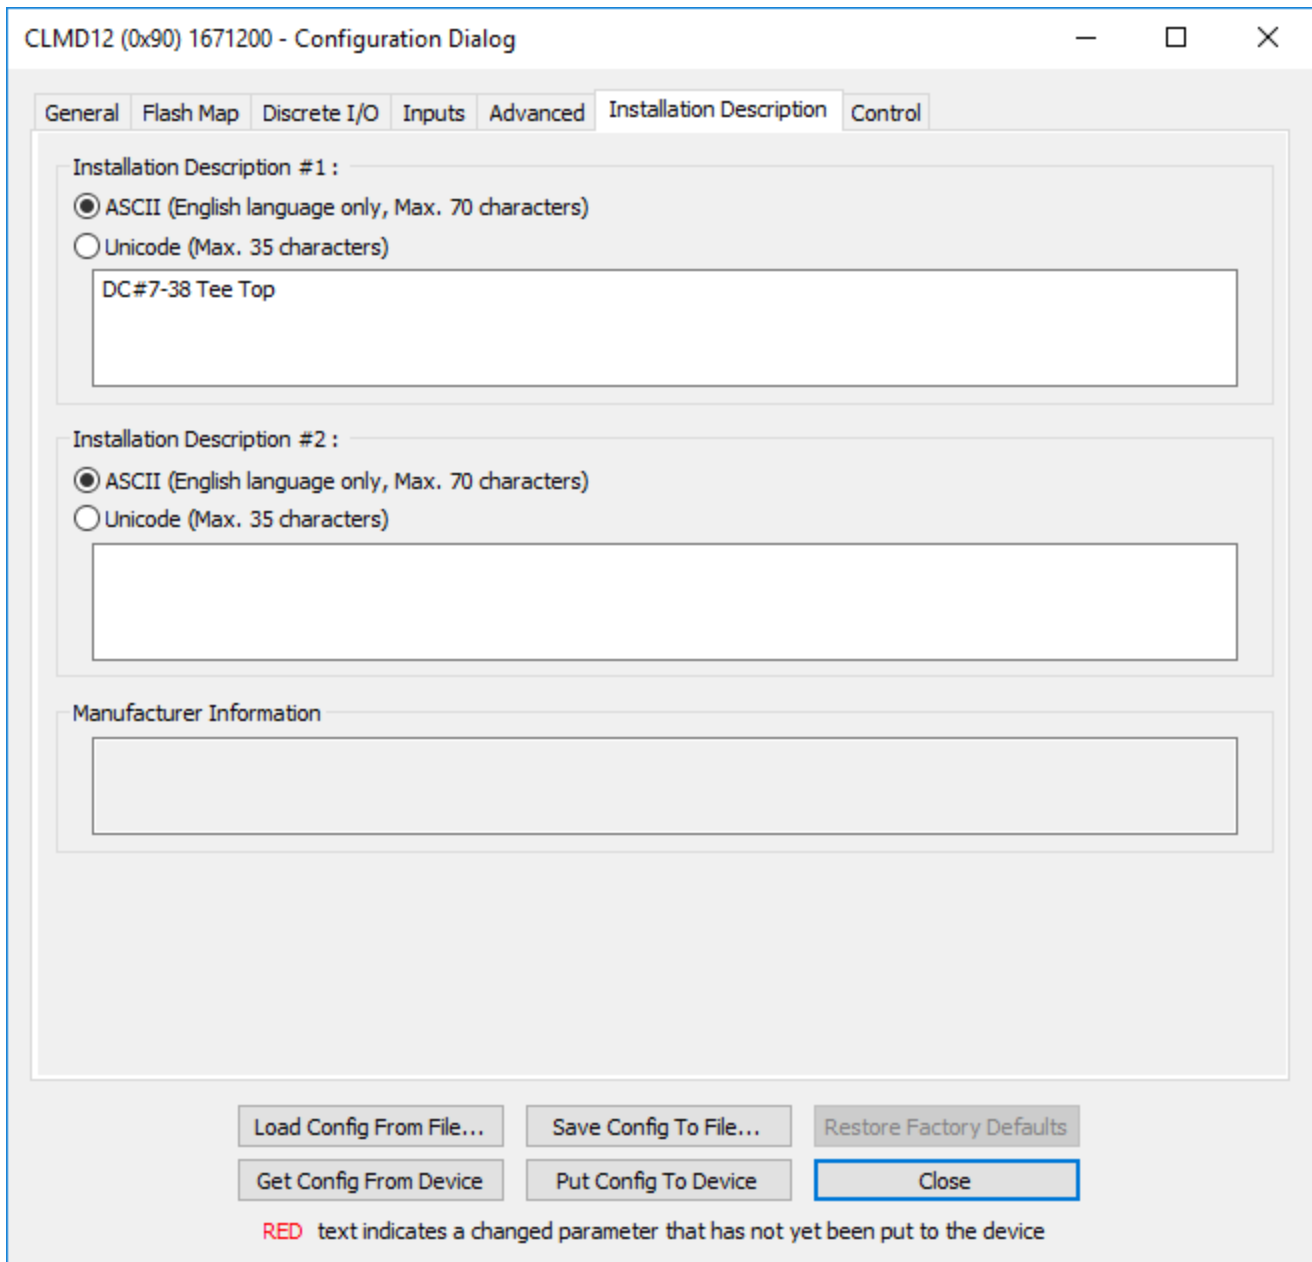 CLMD12 (0x90) 1671200 - Configuration Dialog
General Flash Map Discrete I/O Inputs Advanced Installation Description Control
Installation Description #1 :
ASCII (English language only, Max. 70 characters)
Unicode (Max. 35 characters)
DC#7-38 Tee Top
Installation Description #2 :
ASCII (English language only, Max. 70 characters)
Unicode (Max. 35 characters)
Manufacturer Information
Load Config From File... Save Config To File... Restore Factory Defaults
Get Config From Device Put Config To Device Close
RED text indicates a changed parameter that has not yet been put to the device